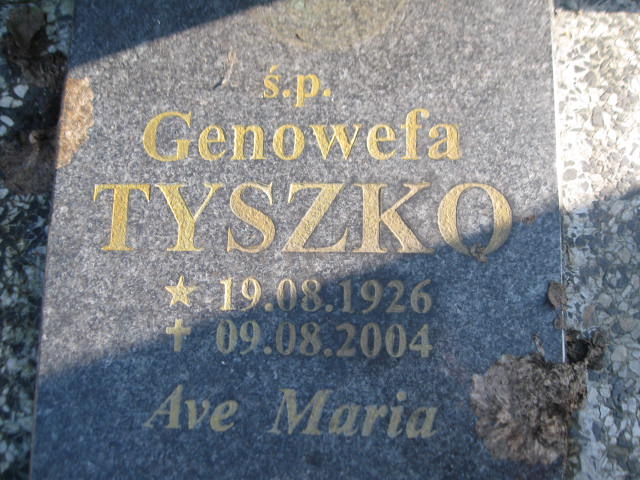 ś.p.
Genowefa
TYSZKO
★ 19.08.1926
✝ 09.08.2004
Ave Maria